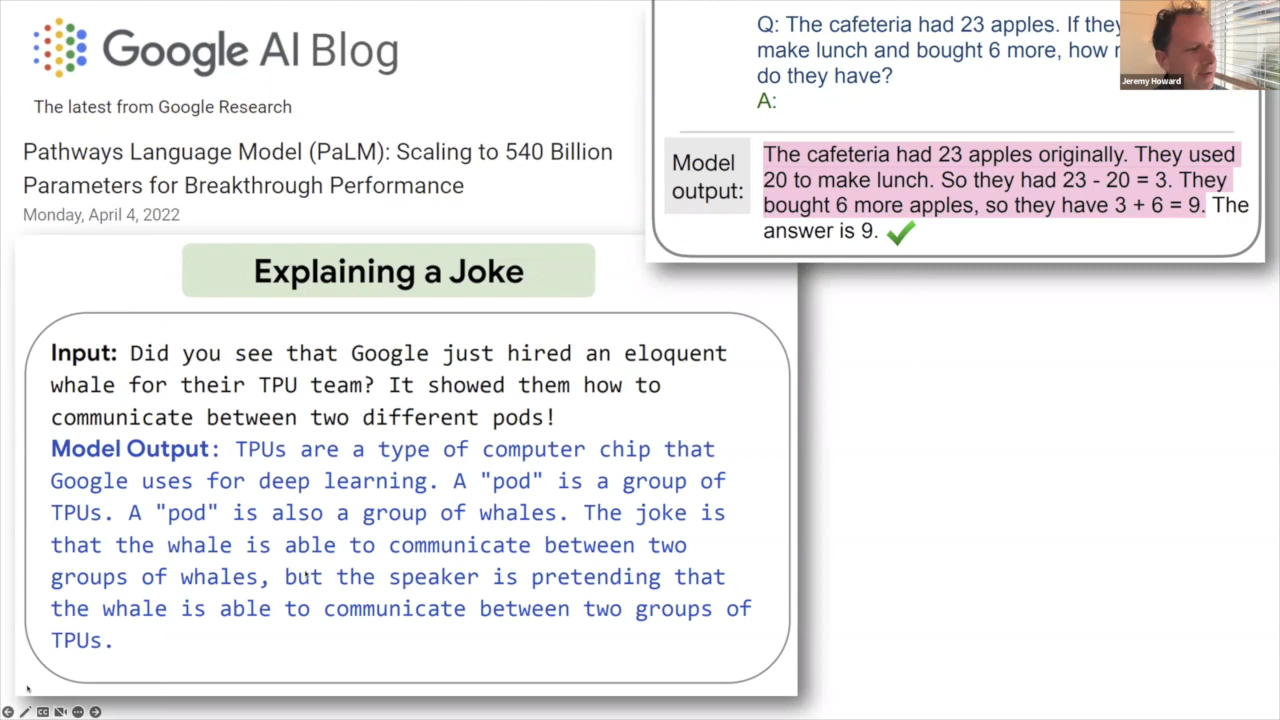 Google AI Blog
The latest from Google Research
Pathways Language Model (PaLM): Scaling to 540 Billion
Parameters for Breakthrough Performance
Monday, April 4, 2022
Q: The cafeteria had 23 apples. If they
make lunch and bought 6 more, how
do they have?
A:
Jeremy Howard
Model
output:
The cafeteria had 23 apples originally. They used
20 to make lunch. So they had 23 - 20 = 3. They
bought 6 more apples, so they have 3 + 6 = 9. The
answer is 9.
Explaining a Joke
Input: Did you see that Google just hired an eloquent
whale for their TPU team? It showed them how to
communicate between two different pods!
Model Output: TPUs are a type of computer chip that
Google uses for deep learning. A "pod" is a group of
TPUs. A "pod" is also a group of whales. The joke is
that the whale is able to communicate between two
groups of whales, but the speaker is pretending that
the whale is able to communicate between two groups of
TPUs.